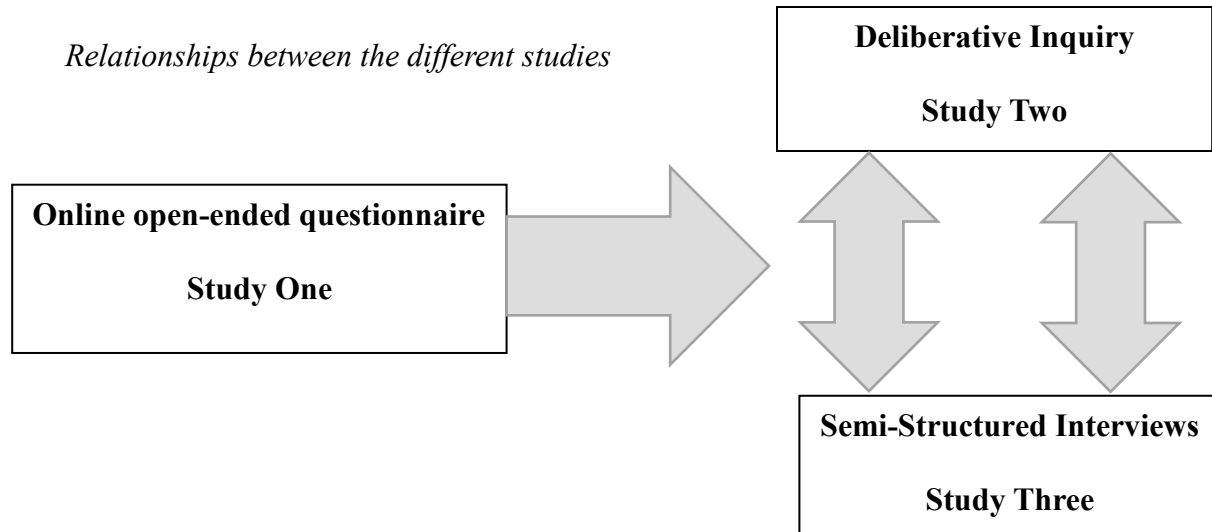 Relationships between the different studies
Online open-ended questionnaire
Study One
Deliberative Inquiry
Study Two
Semi-Structured Interviews
Study Three